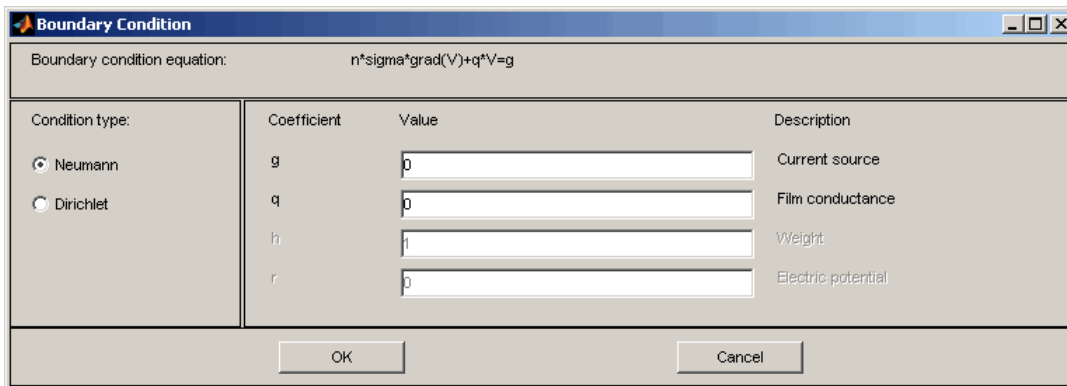 Boundary Condition
Boundary condition equation: n*sigma*grad(V)+q*V=g
Condition type:
Neumann
Dirichlet
Coefficient Value Description
g 0 Current source
q 0 Film conductance
h 1 Weight
r 0 Electric potential
OK Cancel